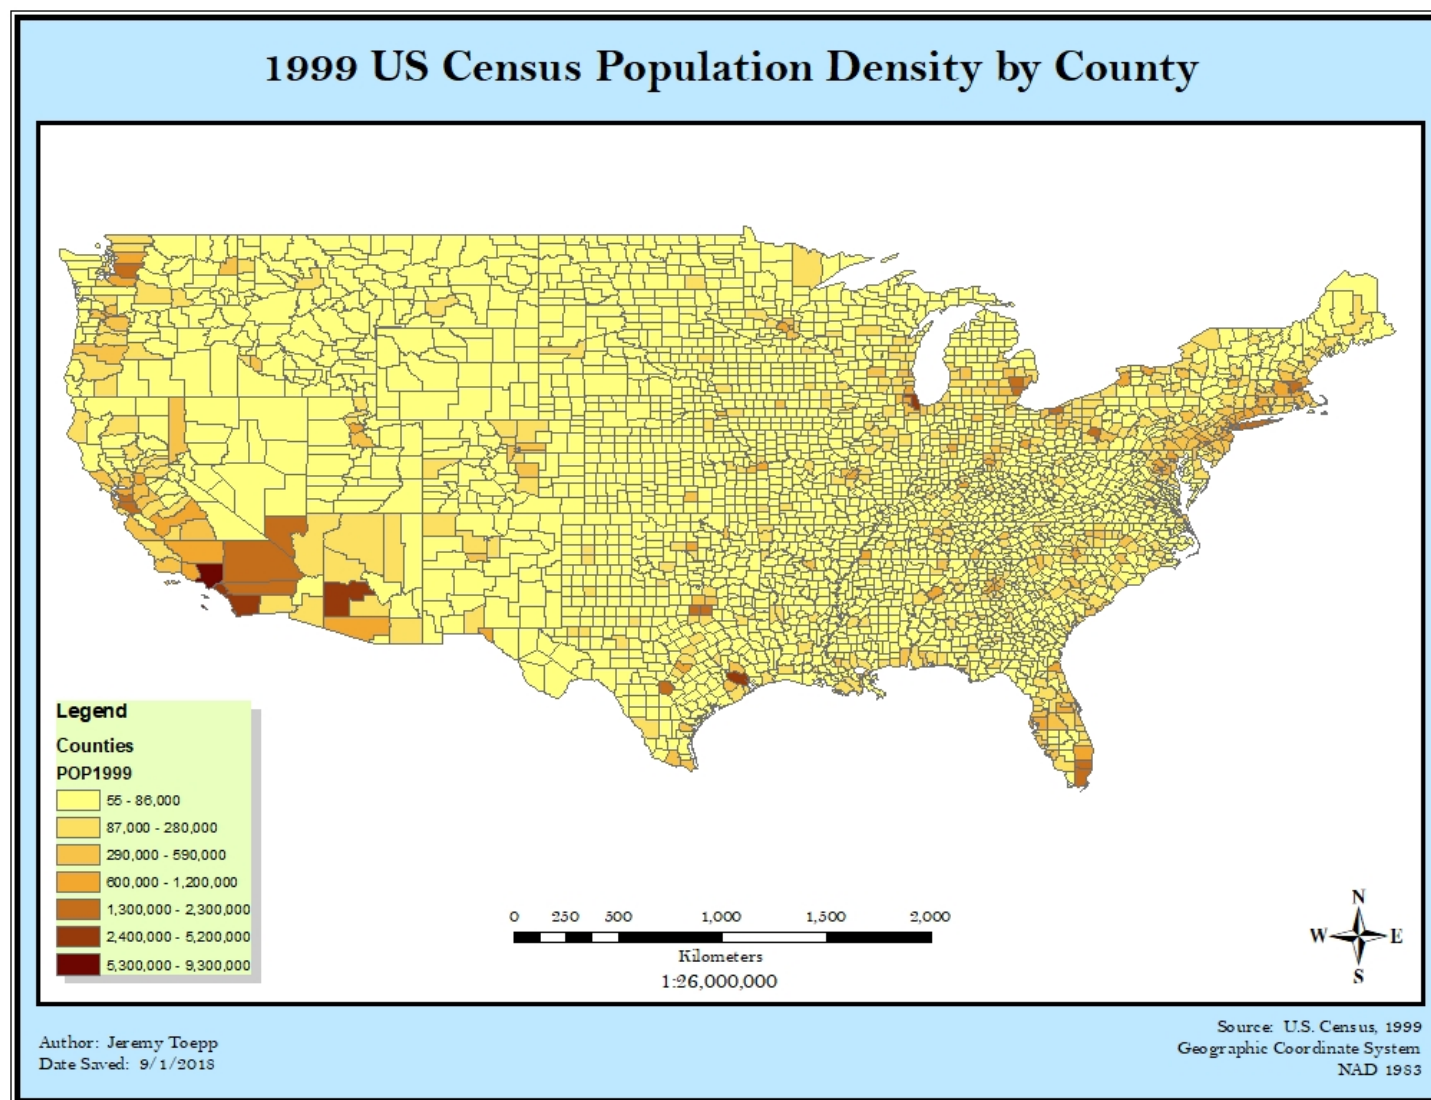 1999 US Census Population Density by County
Legend
Counties
POP1999
55 - 86,000
87,000 - 280,000
290,000 - 590,000
600,000 - 1,200,000
1,300,000 - 2,300,000
2,400,000 - 5,200,000
5,300,000 - 9,300,000
0 250 500 1,000 1,500 2,000
Kilometers
1:26,000,000
N
W E
S
Author: Jeremy Toepp
Date Saved: 9/1/2018
Source: U.S. Census, 1999
Geographic Coordinate System
NAD 1983